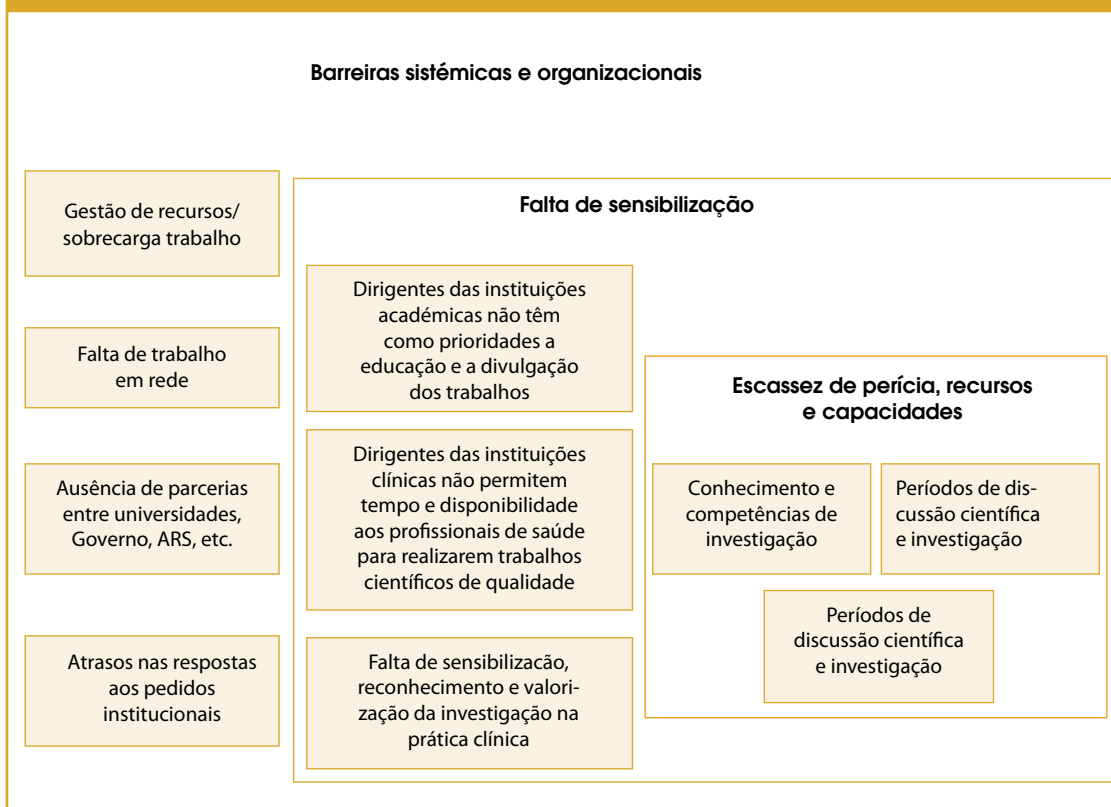 Barreiras sistémicas e organizacionais
Gestão de recursos/
sobrecarga trabalho
Falta de trabalho
em rede
Ausência de parcerias
entre universidades,
Governo, ARS, etc.
Atrasos nas respostas
aos pedidos
institucionais
Falta de sensibilização
Dirigentes das instituições
académicas não têm
como prioridades a
educação e a divulgação
dos trabalhos
Dirigentes das instituições
clínicas não permitem
tempo e disponibilidade
aos profissionais de saúde
para realizarem trabalhos
científicos de qualidade
Falta de sensibilizacão,
reconhecimento e valori-
zação da investigação na
prática clínica
Escassez de perícia, recursos
e capacidades
Conhecimento e
competências de
investigação
Períodos de dis-
cussão científica
e investigação
Períodos de
discussão científica
e investigação